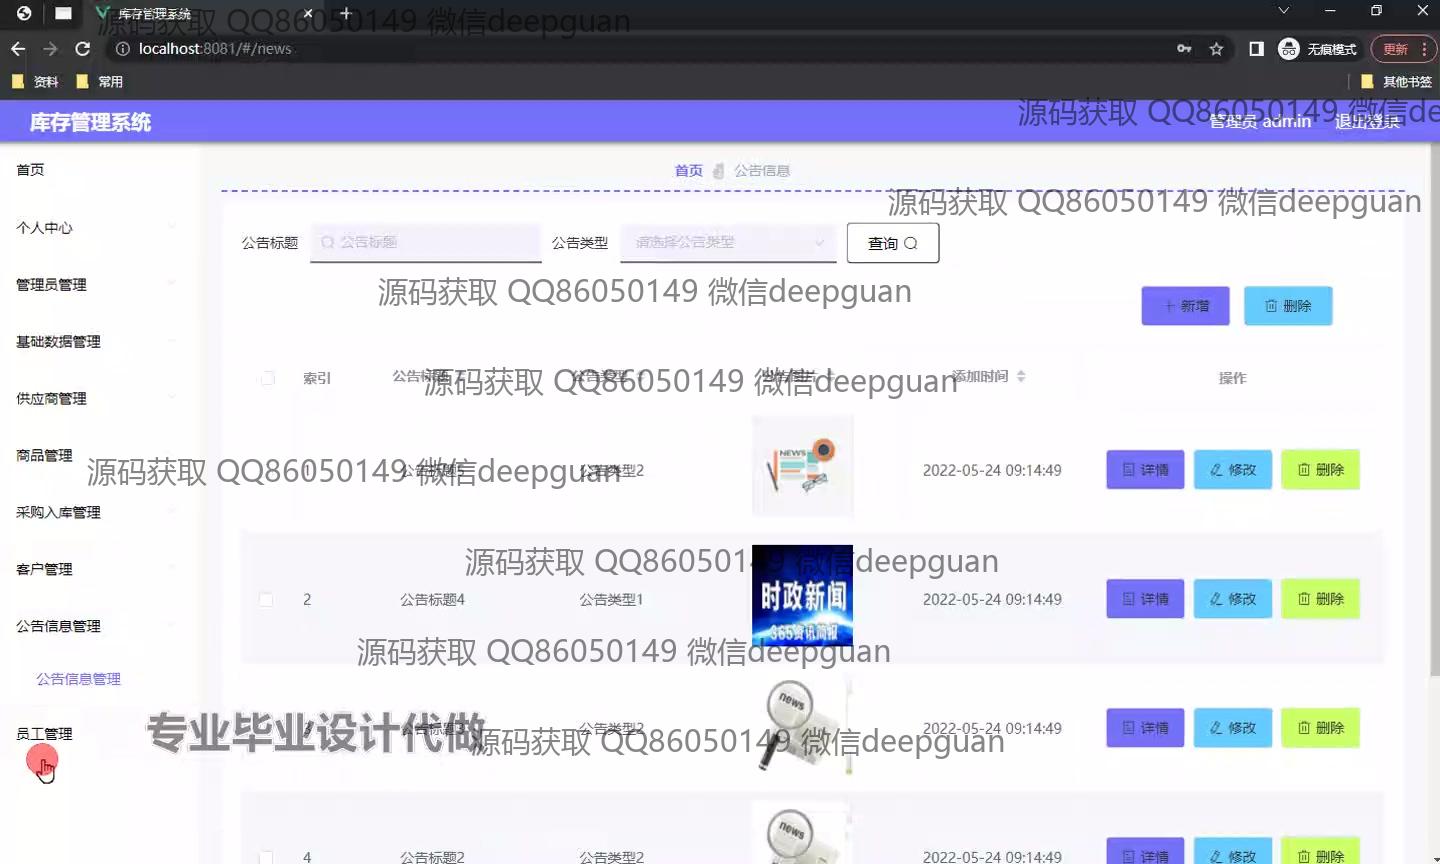 库存管理系统
源码获取 QQ86050149 微信deepguan
localhost:8081/#/news
无痕模式
更新
资料
常用
其他书签
库存管理系统
源码获取 QQ86050149 微信de
管理员 admin
退出登录
首页
公告信息
源码获取 QQ86050149 微信deepguan
首页
个人中心
管理员管理
基础数据管理
供应商管理
商品管理
采购入库管理
客户管理
公告信息管理
公告信息管理
员工管理
公告标题
公告标题
公告类型
请选择公告类型
查询
源码获取 QQ86050149 微信deepguan
新增
删除
索引
公告标题
公告类型
添加时间
操作
源码获取 QQ86050149 微信deepguan
1
公告标题5
公告类型2
NEWS
2022-05-24 09:14:49
详情
修改
删除
源码获取 QQ86050149 微信deepguan
源码获取 QQ86050149 微信deepguan
2
公告标题4
公告类型1
时政新闻
365资讯简报
2022-05-24 09:14:49
详情
修改
删除
源码获取 QQ86050149 微信deepguan
3
公告标题3
公告类型2
news
2022-05-24 09:14:49
详情
修改
删除
专业毕业设计代做
源码获取 QQ86050149 微信deepguan
4
公告标题2
公告类型2
news
2022-05-24 09:14:49
详情
修改
删除